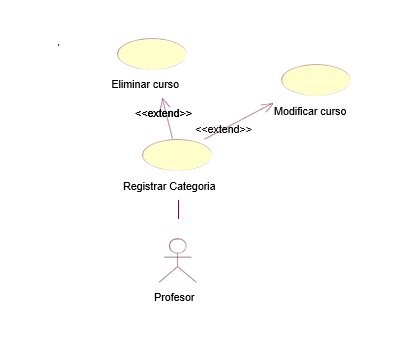 Eliminar curso
Modificar curso
<<extend>>
<<extend>>
Registrar Categoria
Profesor